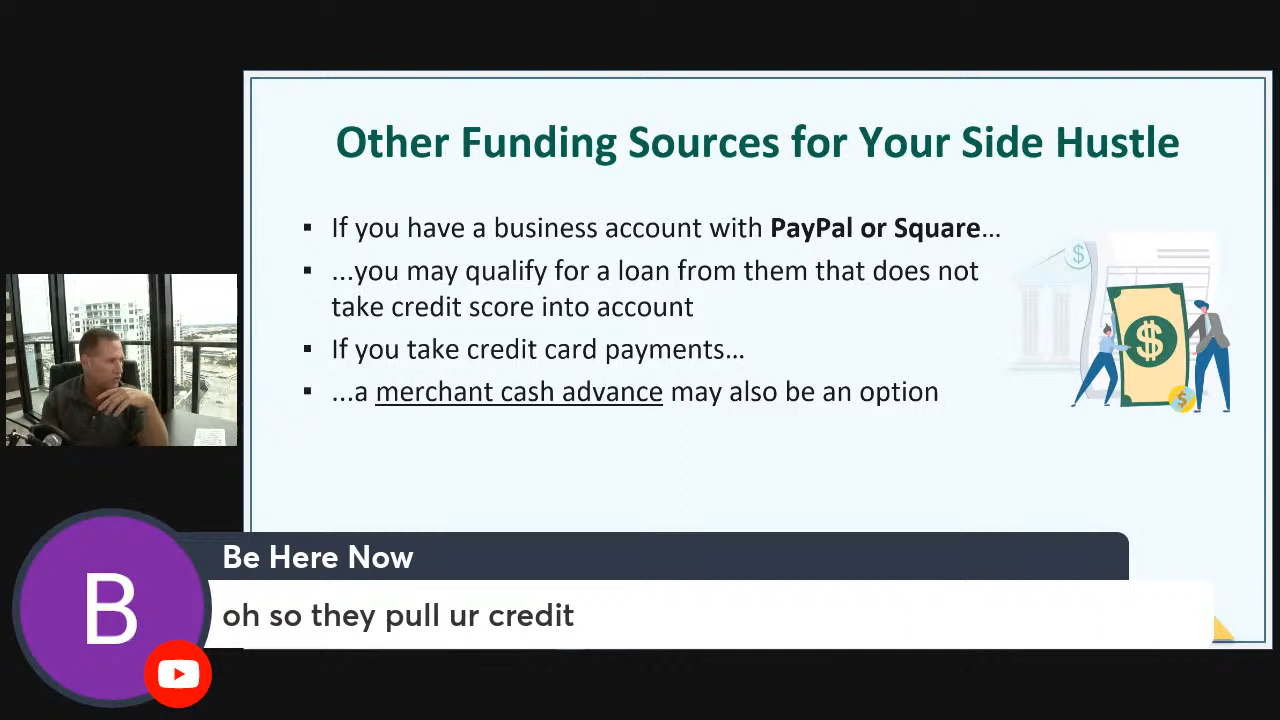 Other Funding Sources for Your Side Hustle
▪ If you have a business account with PayPal or Square...
▪ ...you may qualify for a loan from them that does not
take credit score into account
▪ If you take credit card payments...
▪ ...a merchant cash advance may also be an option
$
$
$
B
Be Here Now
oh so they pull ur credit